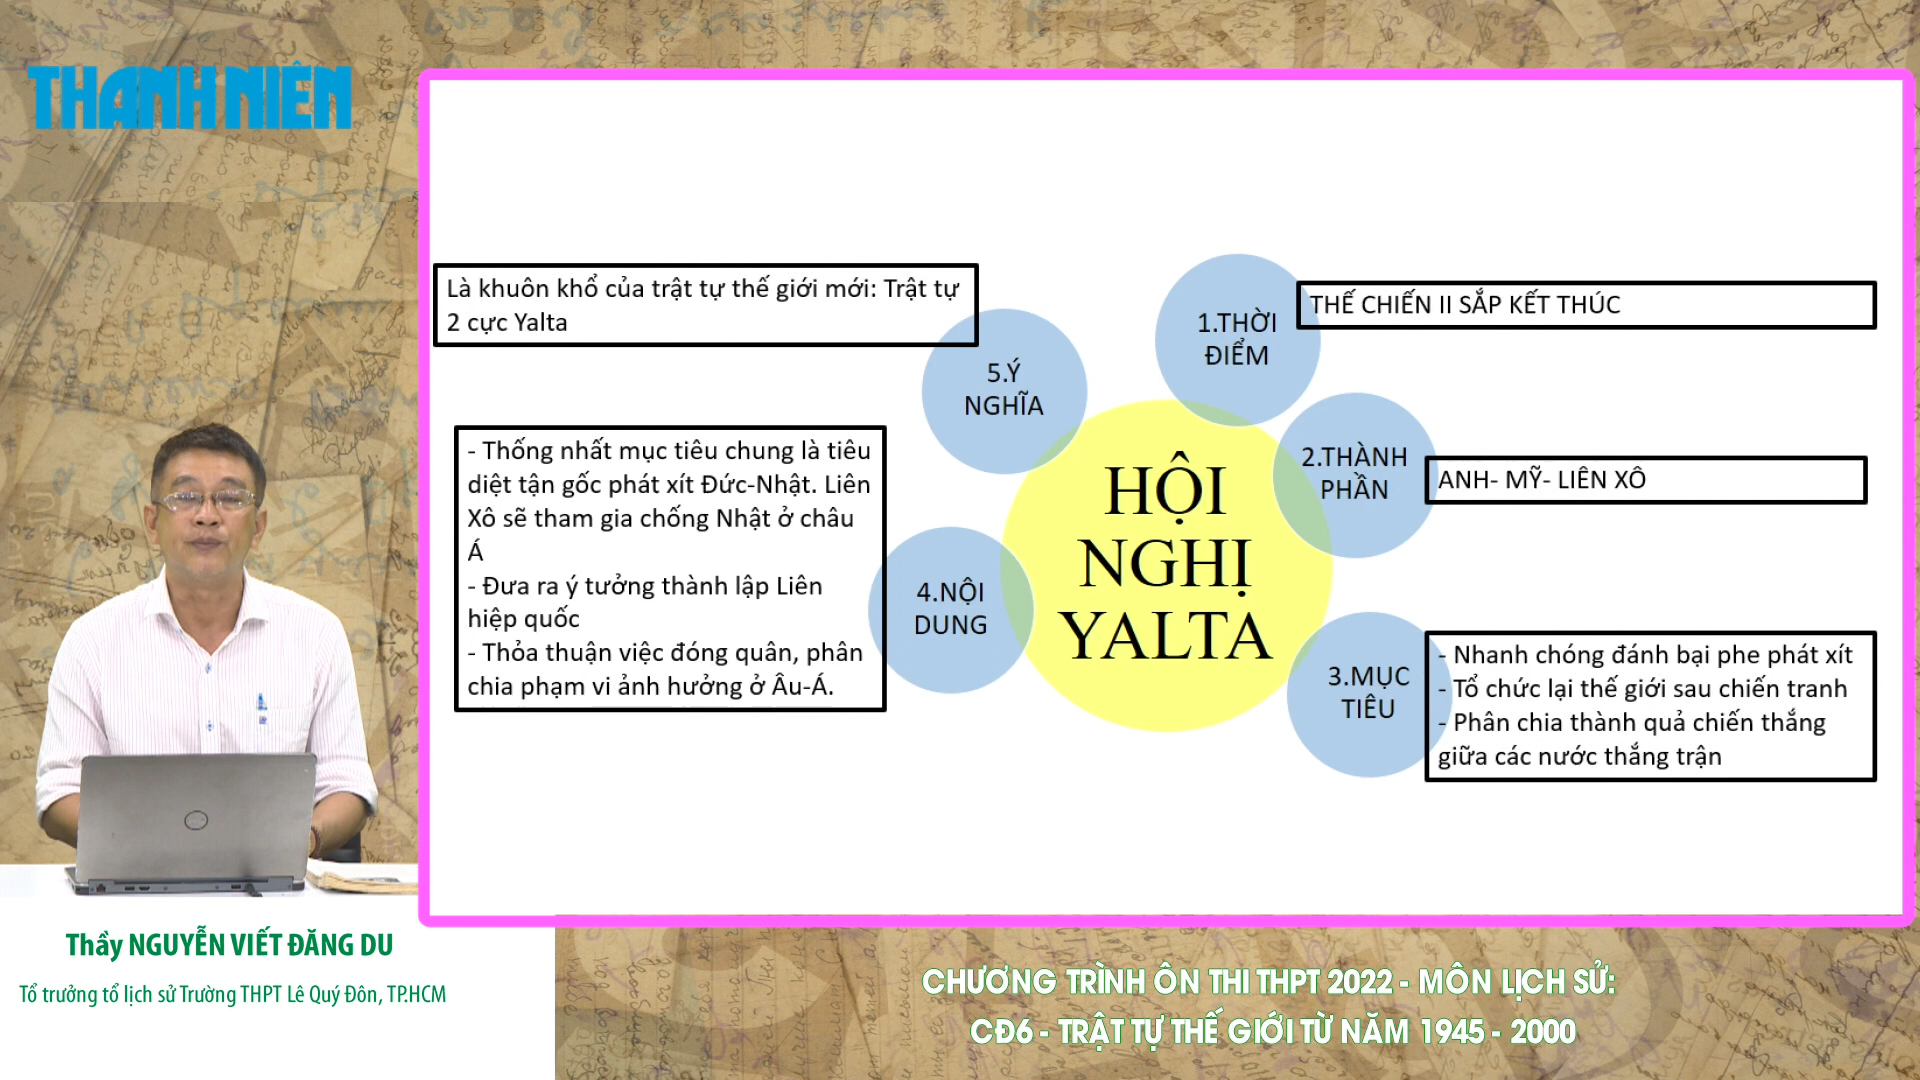 THANH NIÊN
Là khuôn khổ của trật tự thế giới mới: Trật tự
2 cực Yalta
1.THỜI
ĐIỂM
THẾ CHIẾN II SẮP KẾT THÚC
5.Ý
NGHĨA
2.THÀNH
PHẦN
ANH- MỸ- LIÊN XÔ
- Thống nhất mục tiêu chung là tiêu
diệt tận gốc phát xít Đức-Nhật. Liên
Xô sẽ tham gia chống Nhật ở châu
Á
- Đưa ra ý tưởng thành lập Liên
hiệp quốc
- Thỏa thuận việc đóng quân, phân
chia phạm vi ảnh hưởng ở Âu-Á.
4.NỘI
DUNG
HỘI
NGHỊ
YALTA
3.MỤC
TIÊU
- Nhanh chóng đánh bại phe phát xít
- Tổ chức lại thế giới sau chiến tranh
- Phân chia thành quả chiến thắng
giữa các nước thắng trận
Thầy NGUYỄN VIẾT ĐĂNG DU
Tổ trưởng tổ lịch sử Trường THPT Lê Quý Đôn, TP.HCM
CHƯƠNG TRÌNH ÔN THI THPT 2022 - MÔN LỊCH SỬ:
CĐ6 - TRẬT TỰ THẾ GIỚI TỪ NĂM 1945 - 2000